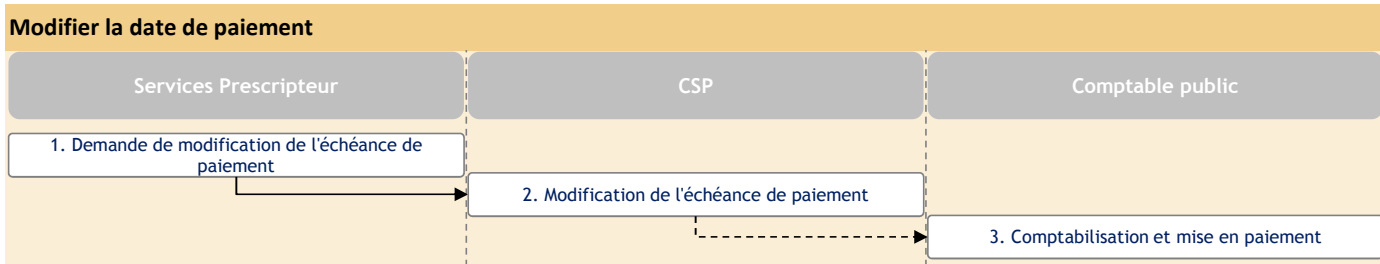 Modifier la date de paiement
Services Prescripteur
CSP
Comptable public
1. Demande de modification de l'échéance de
paiement
2. Modification de l'échéance de paiement
3. Comptabilisation et mise en paiement